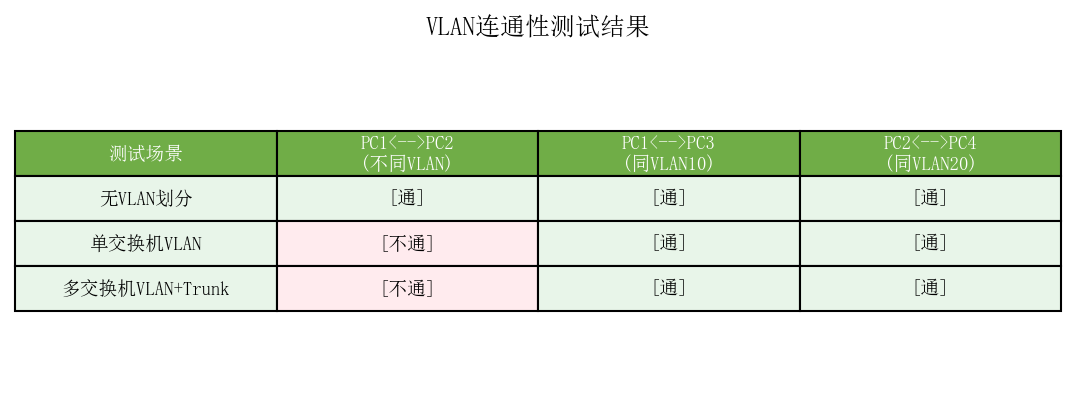 VLAN连通性测试结果
测试场景
PC1<-->PC2
(不同VLAN)
PC1<-->PC3
(同VLAN10)
PC2<-->PC4
(同VLAN20)
无VLAN划分
[通]
[通]
[通]
单交换机VLAN
[不通]
[通]
[通]
多交换机VLAN+Trunk
[不通]
[通]
[通]